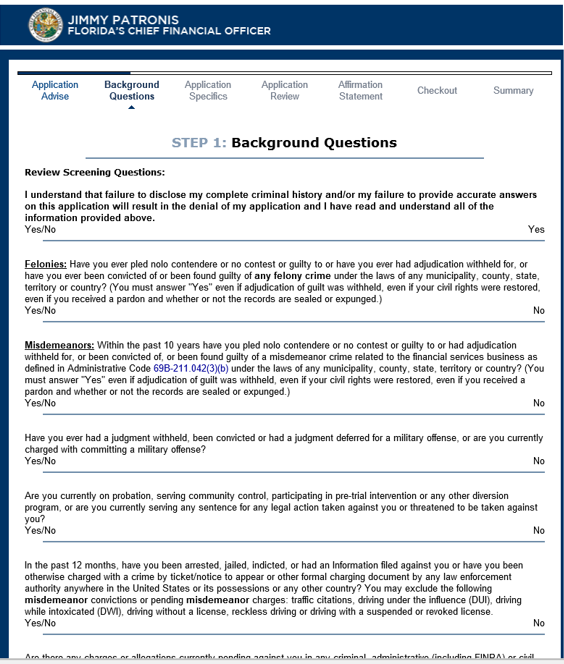 JIMMY PATRONIS
FLORIDA'S CHIEF FINANCIAL OFFICER
Application Advise
Background Questions
Application Specifics
Application Review
Affirmation Statement
Checkout
Summary
STEP 1: Background Questions
Review Screening Questions:
I understand that failure to disclose my complete criminal history and/or my failure to provide accurate answers
on this application will result in the denial of my application and I have read and understand all of the
information provided above.
Yes/No Yes
Felonies: Have you ever pled nolo contendere or no contest or guilty to or have you ever had adjudication withheld for, or
have you ever been convicted of or been found guilty of any felony crime under the laws of any municipality, county, state,
territory or country? (You must answer "Yes" even if adjudication of guilt was withheld, even if your civil rights were restored,
even if you received a pardon and whether or not the records are sealed or expunged.)
Yes/No No
Misdemeanors: Within the past 10 years have you pled nolo contendere or no contest or guilty to or had adjudication
withheld for, or been convicted of, or been found guilty of a misdemeanor crime related to the financial services business as
defined in Administrative Code 69B-211.042(3)(b) under the laws of any municipality, county, state, territory or country? (You
must answer "Yes" even if adjudication of guilt was withheld, even if your civil rights were restored, even if you received a
pardon and whether or not the records are sealed or expunged.)
Yes/No No
Have you ever had a judgment withheld, been convicted or had a judgment deferred for a military offense, or are you currently
charged with committing a military offense?
Yes/No No
Are you currently on probation, serving community control, participating in pre-trial intervention or any other diversion
program, or are you currently serving any sentence for any legal action taken against you or threatened to be taken against
you?
Yes/No No
In the past 12 months, have you been arrested, jailed, indicted, or had an Information filed against you or have you been
otherwise charged with a crime by ticket/notice to appear or other formal charging document by any law enforcement
authority anywhere in the United States or its possessions or any other country? You may exclude the following
misdemeanor convictions or pending misdemeanor charges: traffic citations, driving under the influence (DUI), driving
while intoxicated (DWI), driving without a license, reckless driving or driving with a suspended or revoked license.
Yes/No No
Are there any charges or allegations currently pending against you in any criminal, administrative (including FINRA) or civil